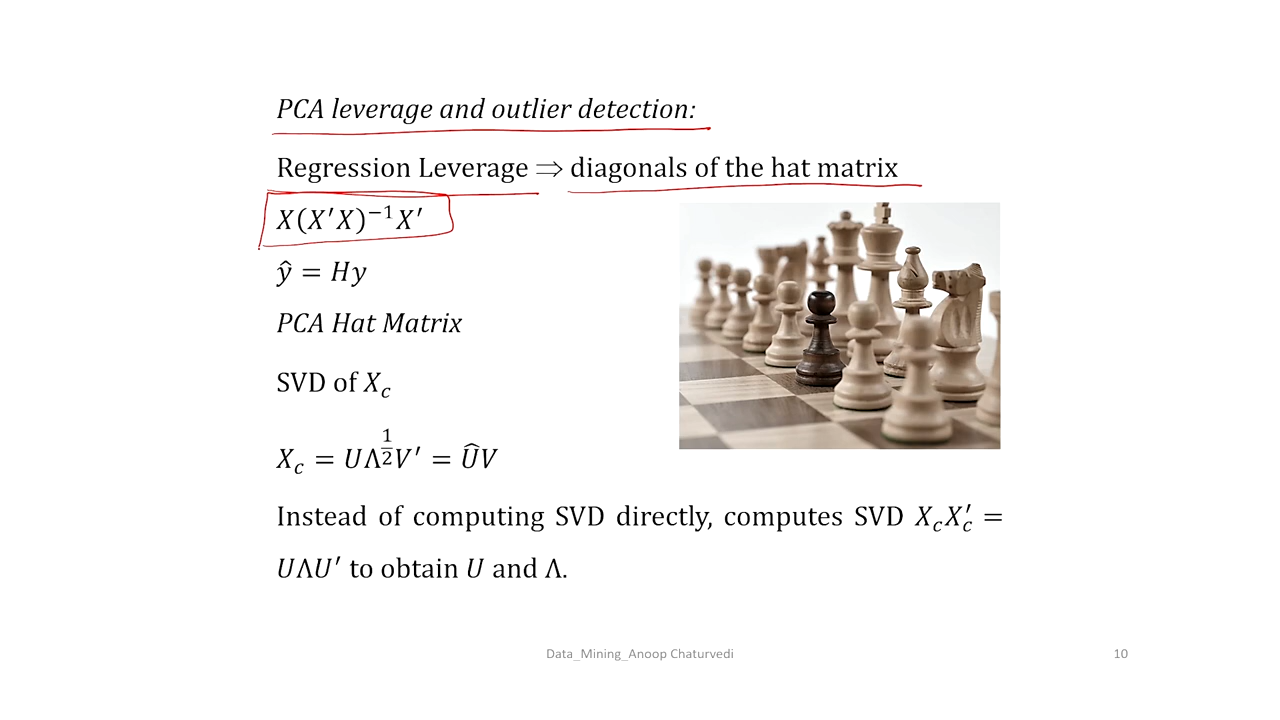 PCA leverage and outlier detection:
Regression Leverage ⟹ diagonals of the hat matrix
X(X′X)⁻¹X′
ŷ = Hy
PCA Hat Matrix
SVD of X_c
X_c = UΛ^{1/2}V′ = ÛV
Instead of computing SVD directly, computes SVD X_cX′_c =
UΛU′ to obtain U and Λ.
Data_Mining_Anoop Chaturvedi
10